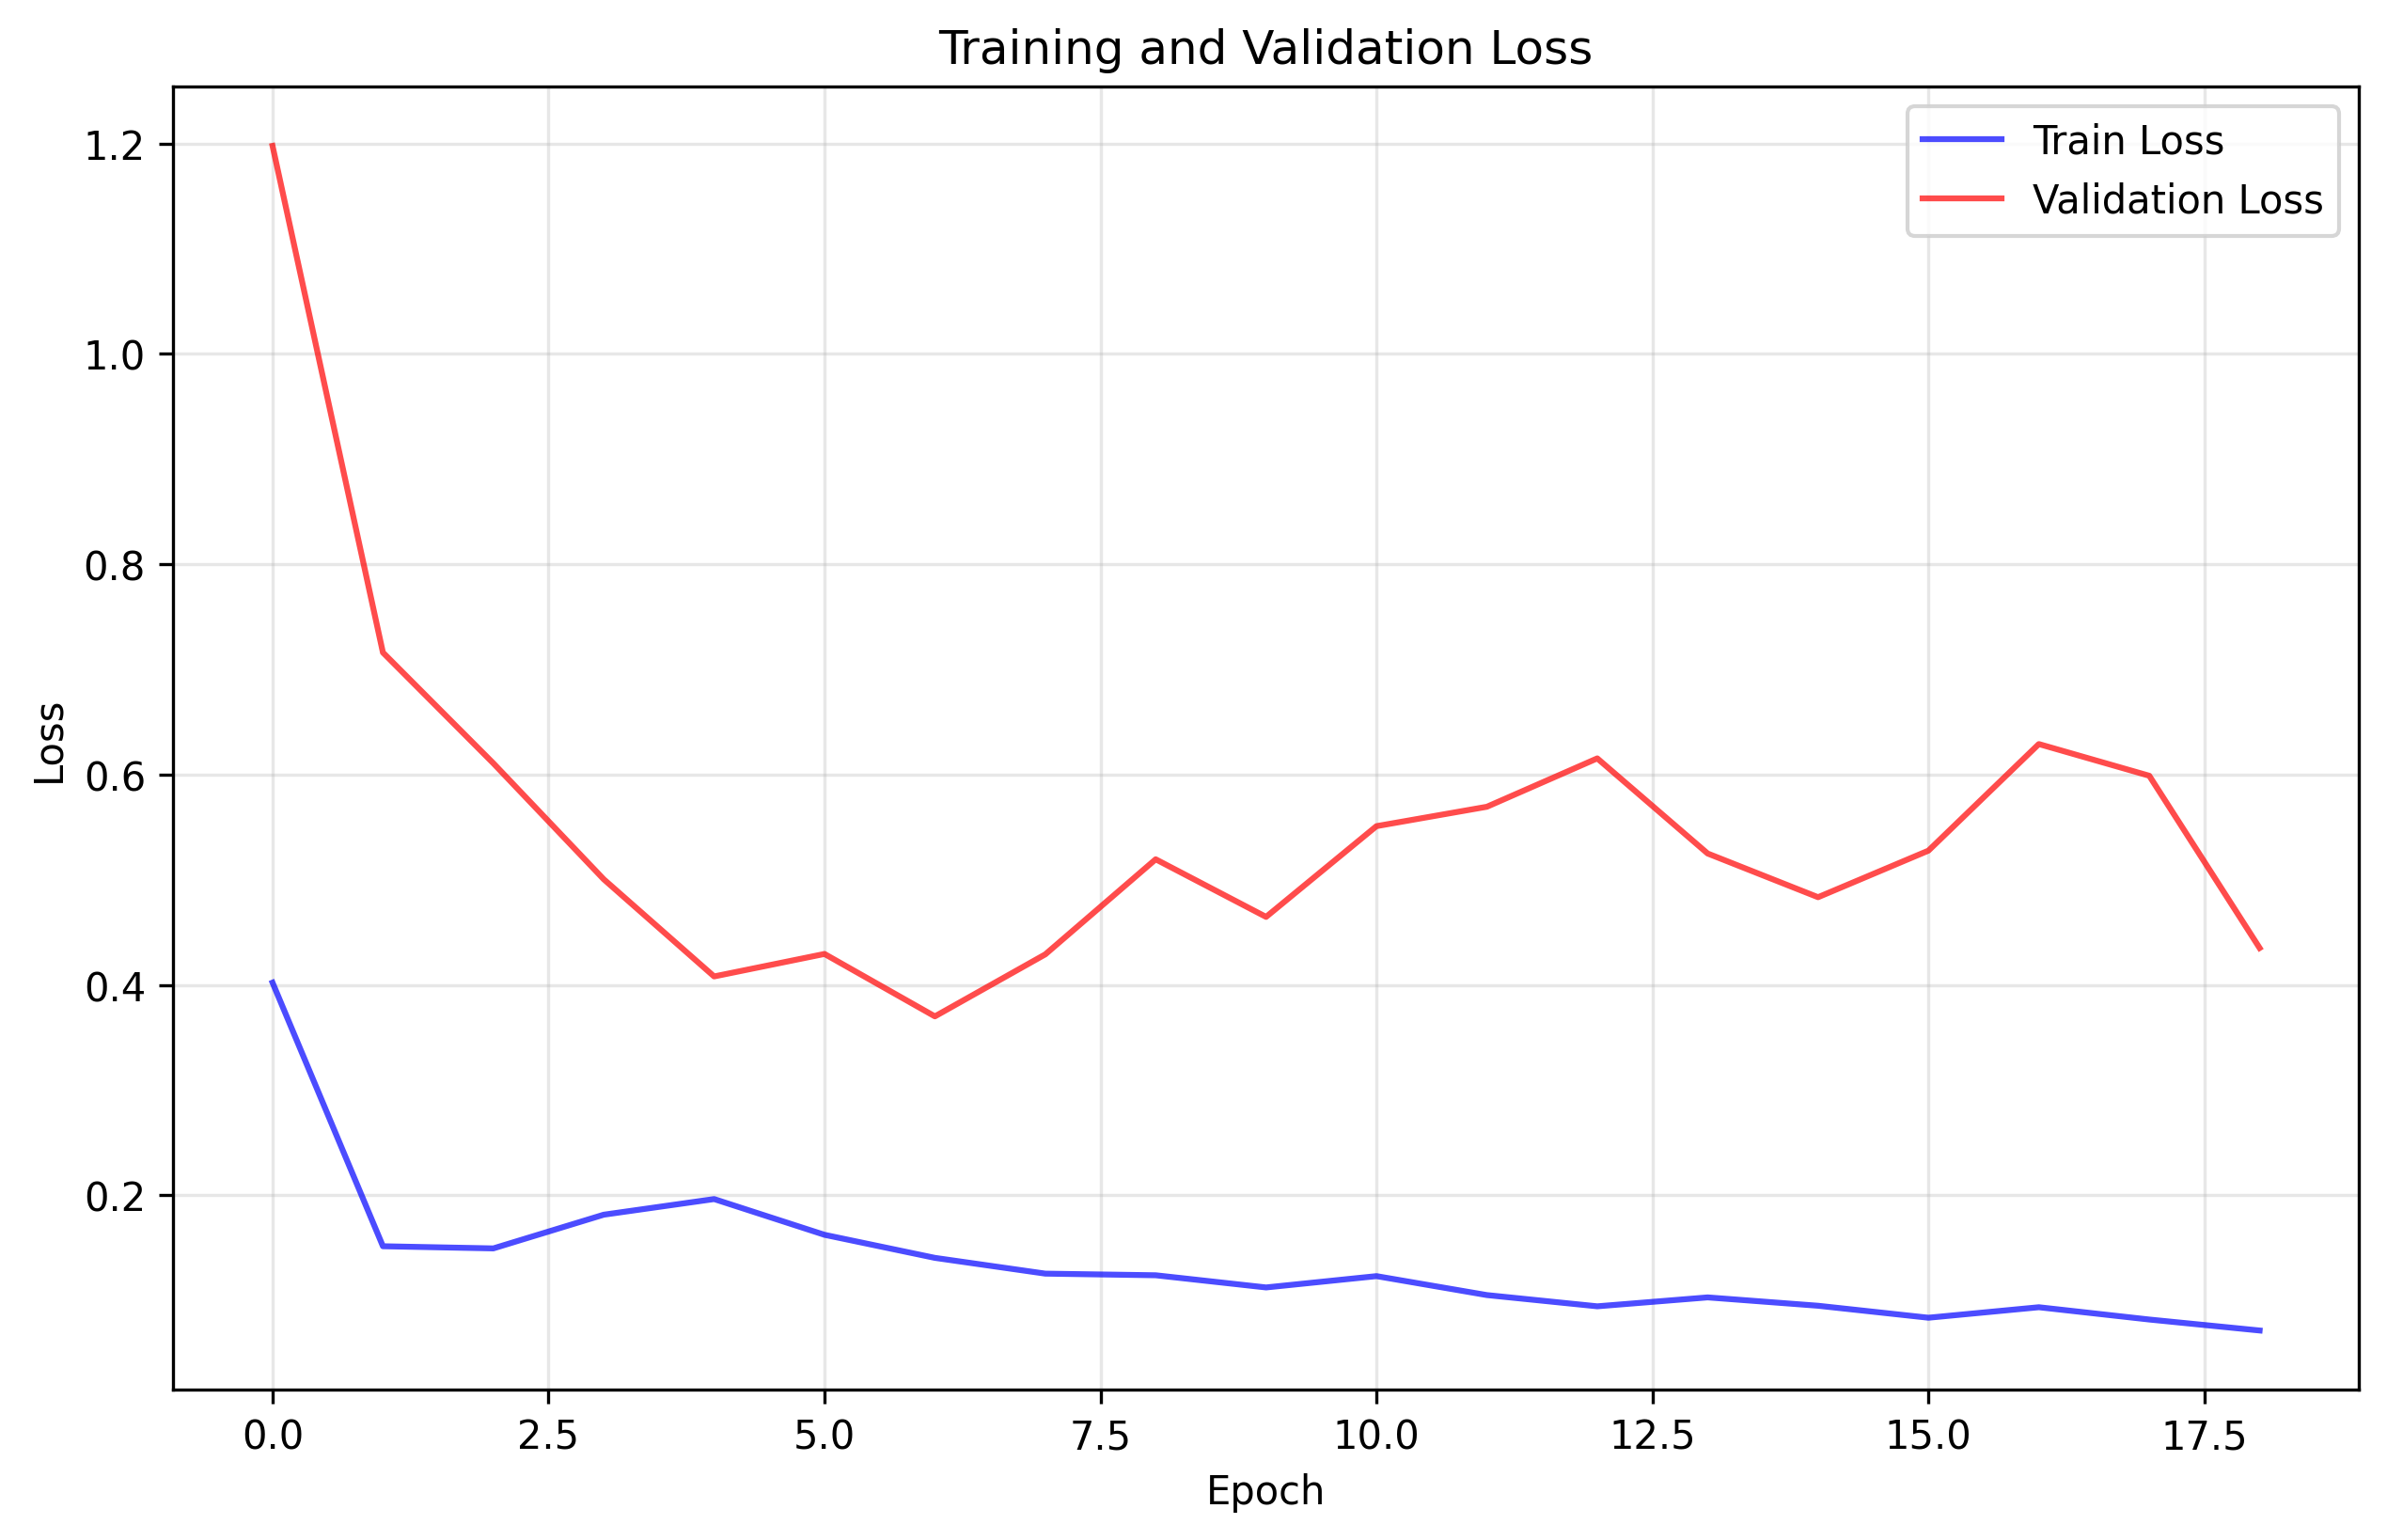 Training and Validation Loss
Train Loss
Validation Loss
1.2
1.0
0.8
0.6
0.4
0.2
Loss
0.0 2.5 5.0 7.5 10.0 12.5 15.0 17.5
Epoch